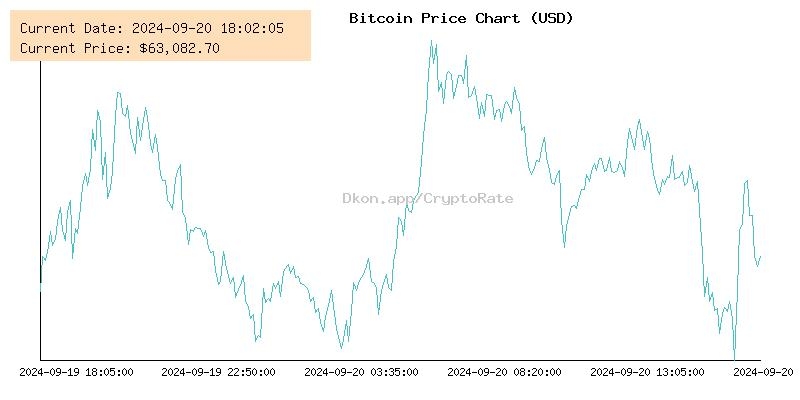 Bitcoin Price Chart (USD)
Current Date: 2024-09-20 18:02:05
Current Price: $63,082.70
Dkon.app/CryptoRate
2024-09-19 18:05:00
2024-09-19 22:50:00
2024-09-20 03:35:00
2024-09-20 08:20:00
2024-09-20 13:05:00
2024-09-20